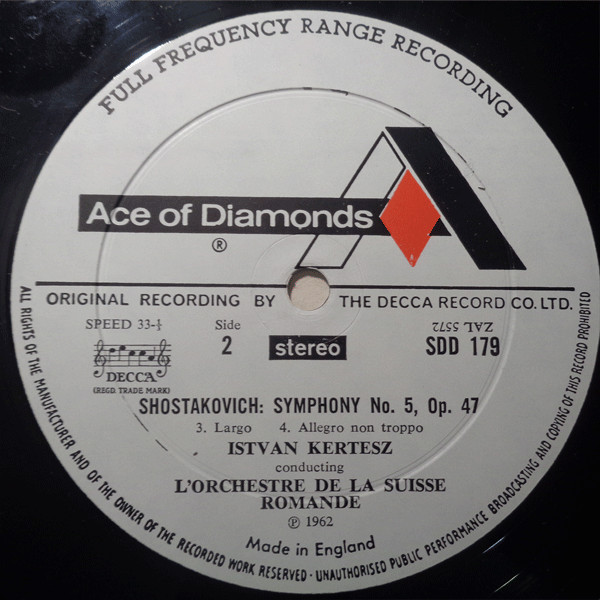 FULL FREQUENCY RANGE RECORDING
Ace of Diamonds
®
ORIGINAL RECORDING BY THE DECCA RECORD CO. LTD.
SPEED 33-⅓
Side
2
stereo
ZAL 5572
SDD 179
DECCA
(REGD. TRADE MARK)
SHOSTAKOVICH: SYMPHONY No. 5, Op. 47
3. Largo 4. Allegro non troppo
ISTVAN KERTESZ
conducting
L'ORCHESTRE DE LA SUISSE
ROMANDE
℗ 1962
Made in England
ALL RIGHTS OF THE MANUFACTURER AND OF THE OWNER OF THE RECORDED WORK RESERVED · UNAUTHORISED PUBLIC PERFORMANCE BROADCASTING AND COPYING OF THIS RECORD PROHIBITED